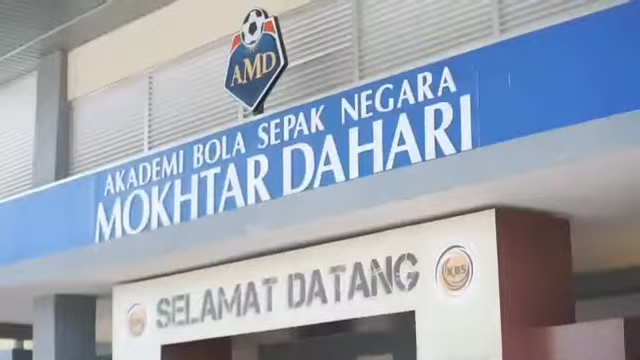 AMD
AKADEMI BOLA SEPAK NEGARA
MOKHTAR DAHARI
SELAMAT DATANG
KBS